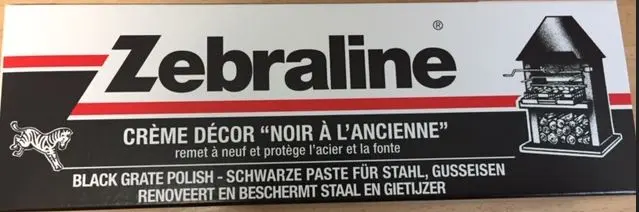 Zebraline®
CRÈME DÉCOR "NOIR À L'ANCIENNE"
remet à neuf et protège l'acier et la fonte
BLACK GRATE POLISH - SCHWARZE PASTE FÜR STAHL, GUSSEISEN
RENOVEERT EN BESCHERMT STAAL EN GIETIJZER